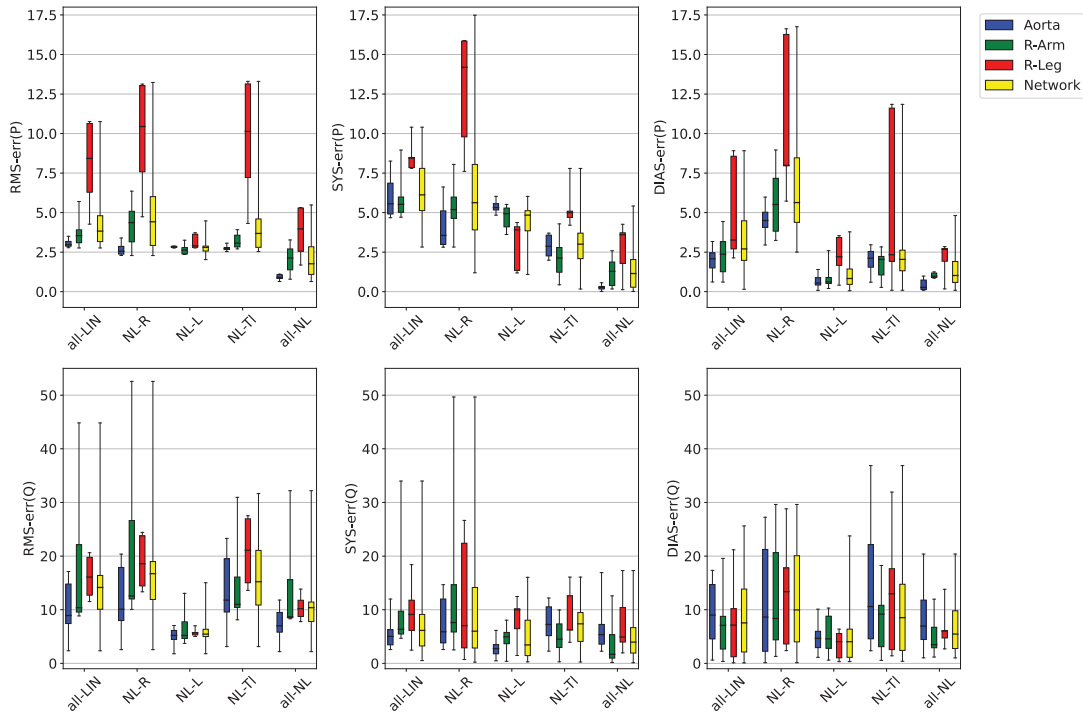 17.5
15.0
12.5
10.0
7.5
5.0
2.5
0.0
RMS-err(P)
all-LIN
NL-R
NL-L
NL-TI
all-NL
17.5
15.0
12.5
10.0
7.5
5.0
2.5
0.0
SYS-err(P)
all-LIN
NL-R
NL-L
NL-TI
all-NL
17.5
15.0
12.5
10.0
7.5
5.0
2.5
0.0
DIAS-err(P)
all-LIN
NL-R
NL-L
NL-TI
all-NL
Aorta
R-Arm
R-Leg
Network
50
40
30
20
10
0
RMS-err(Q)
all-LIN
NL-R
NL-L
NL-TI
all-NL
50
40
30
20
10
0
SYS-err(Q)
all-LIN
NL-R
NL-L
NL-TI
all-NL
50
40
30
20
10
0
DIAS-err(Q)
all-LIN
NL-R
NL-L
NL-TI
all-NL